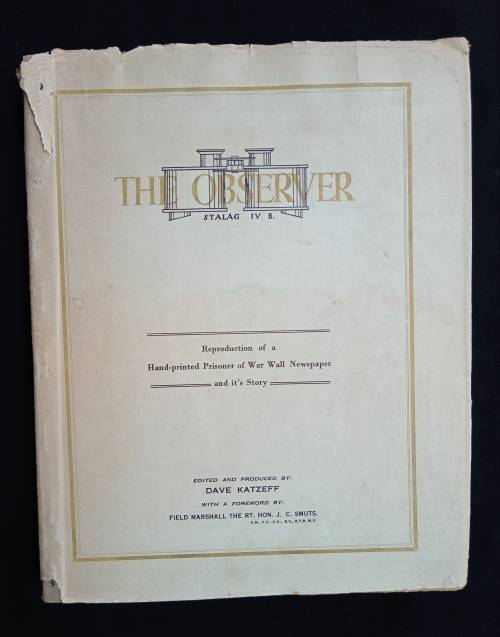 THE OBSERVER
STALAG IV B.
Reproduction of a
Hand-printed Prisoner of War Wall Newspaper
and it's Story
EDITED AND PRODUCED BY:
DAVE KATZEFF
WITH A FOREWORD BY:
FIELD MARSHALL THE RT. HON. J. C. SMUTS.